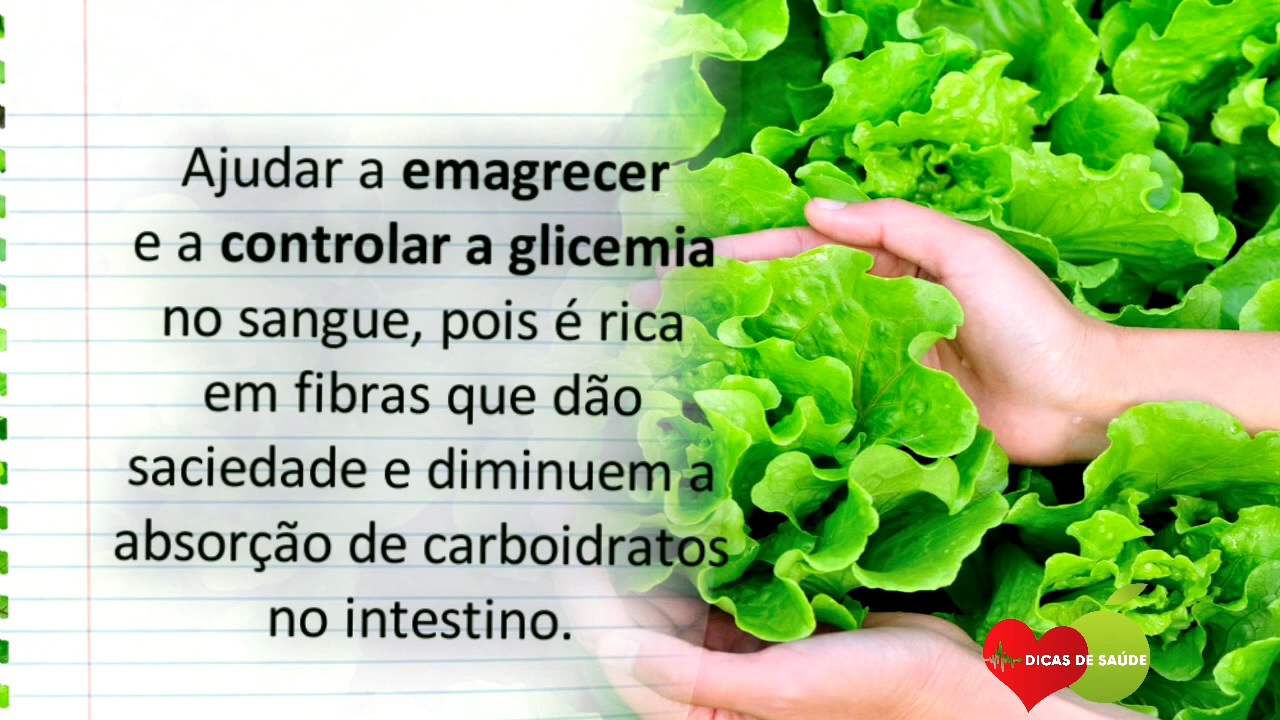 Ajudar a emagrecer
e a controlar a glicemia
no sangue, pois é rica
em fibras que dão
saciedade e diminuem a
absorção de carboidratos
no intestino.
DICAS DE SAÚDE